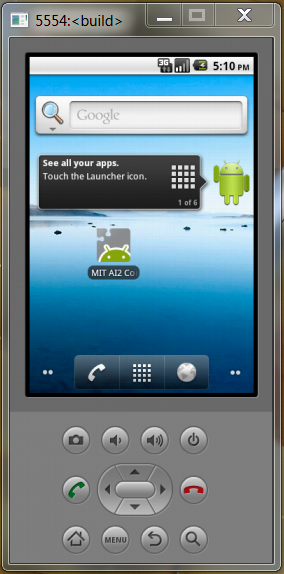 5554:<build>
3G
5:10 PM
Google
See all your apps.
Touch the Launcher icon.
1 of 6
MIT AI2 Co
MENU